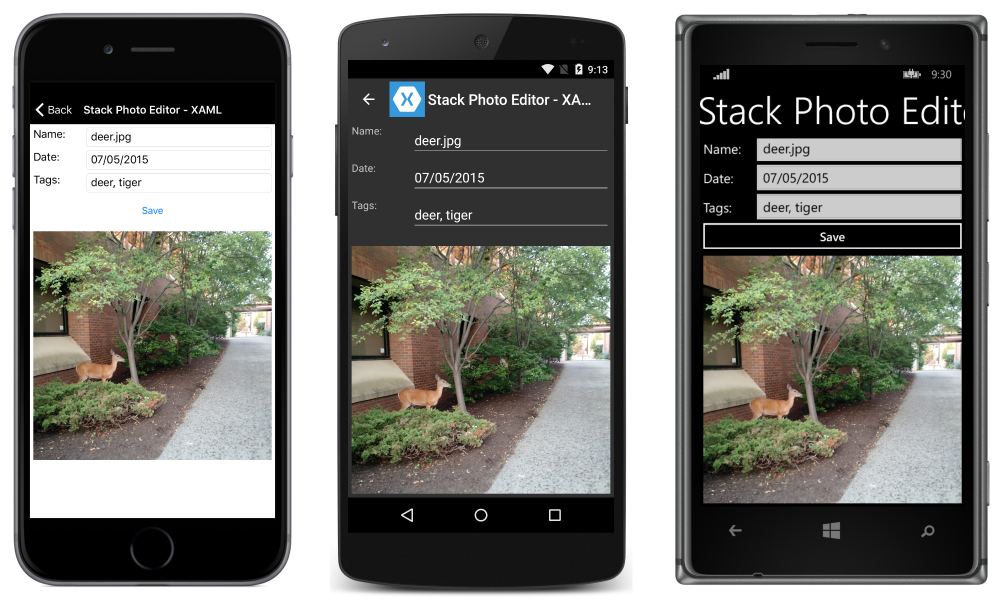 Back Stack Photo Editor - XAML
Name: deer.jpg
Date: 07/05/2015
Tags: deer, tiger
Save
9:13
X Stack Photo Editor - XA...
Name:
deer.jpg
Date:
07/05/2015
Tags:
deer, tiger
9:30
Stack Photo Edit
Name: deer.jpg
Date: 07/05/2015
Tags: deer, tiger
Save